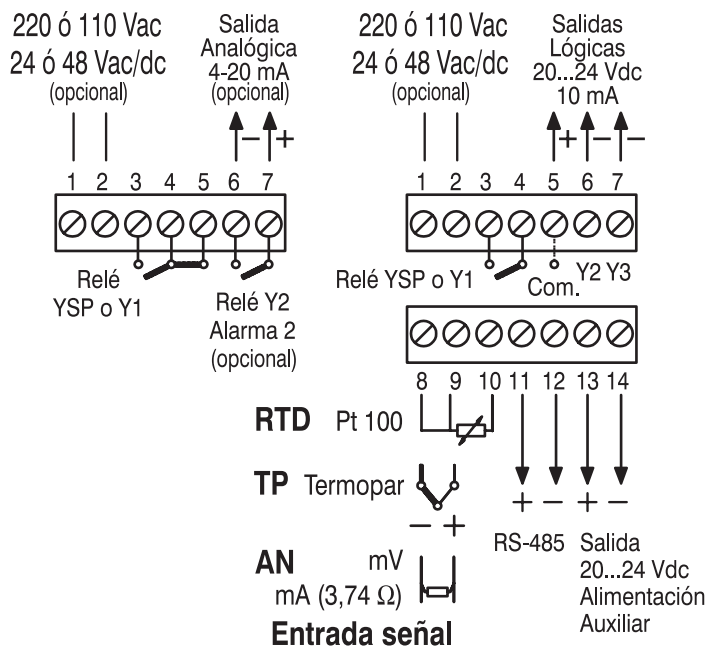 220 ó 110 Vac
24 ó 48 Vac/dc
(opcional)
Salida
Analógica
4-20 mA
(opcional)
− +
1 2 3 4 5 6 7
Relé
YSP o Y1
Relé Y2
Alarma 2
(opcional)
220 ó 110 Vac
24 ó 48 Vac/dc
(opcional)
Salidas
Lógicas
20...24 Vdc
10 mA
+ − −
1 2 3 4 5 6 7
Relé YSP o Y1
Com.
Y2 Y3
8 9 10 11 12 13 14
RTD Pt 100
TP Termopar
− +
AN mV
mA (3,74 Ω)
Entrada señal
+ − + −
RS-485
Salida
20...24 Vdc
Alimentación
Auxiliar